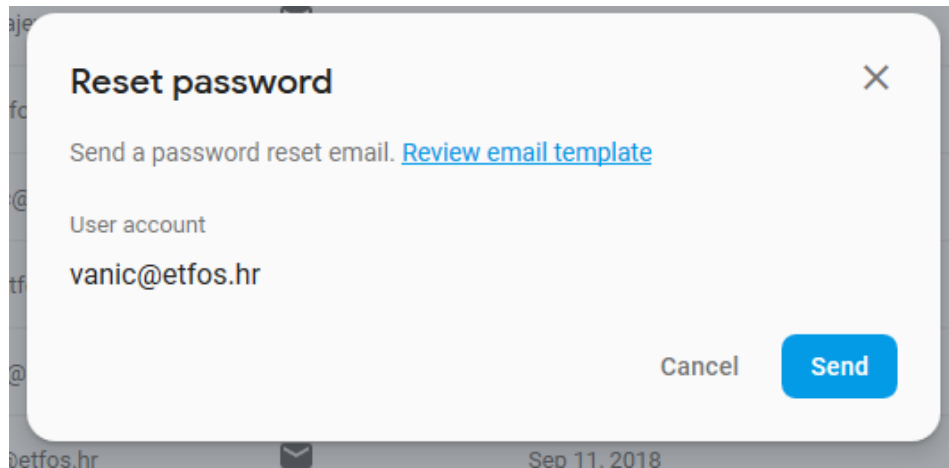 Reset password
Send a password reset email. Review email template
User account
vanic@etfos.hr
Cancel
Send
etfos.hr
Sep 11, 2018